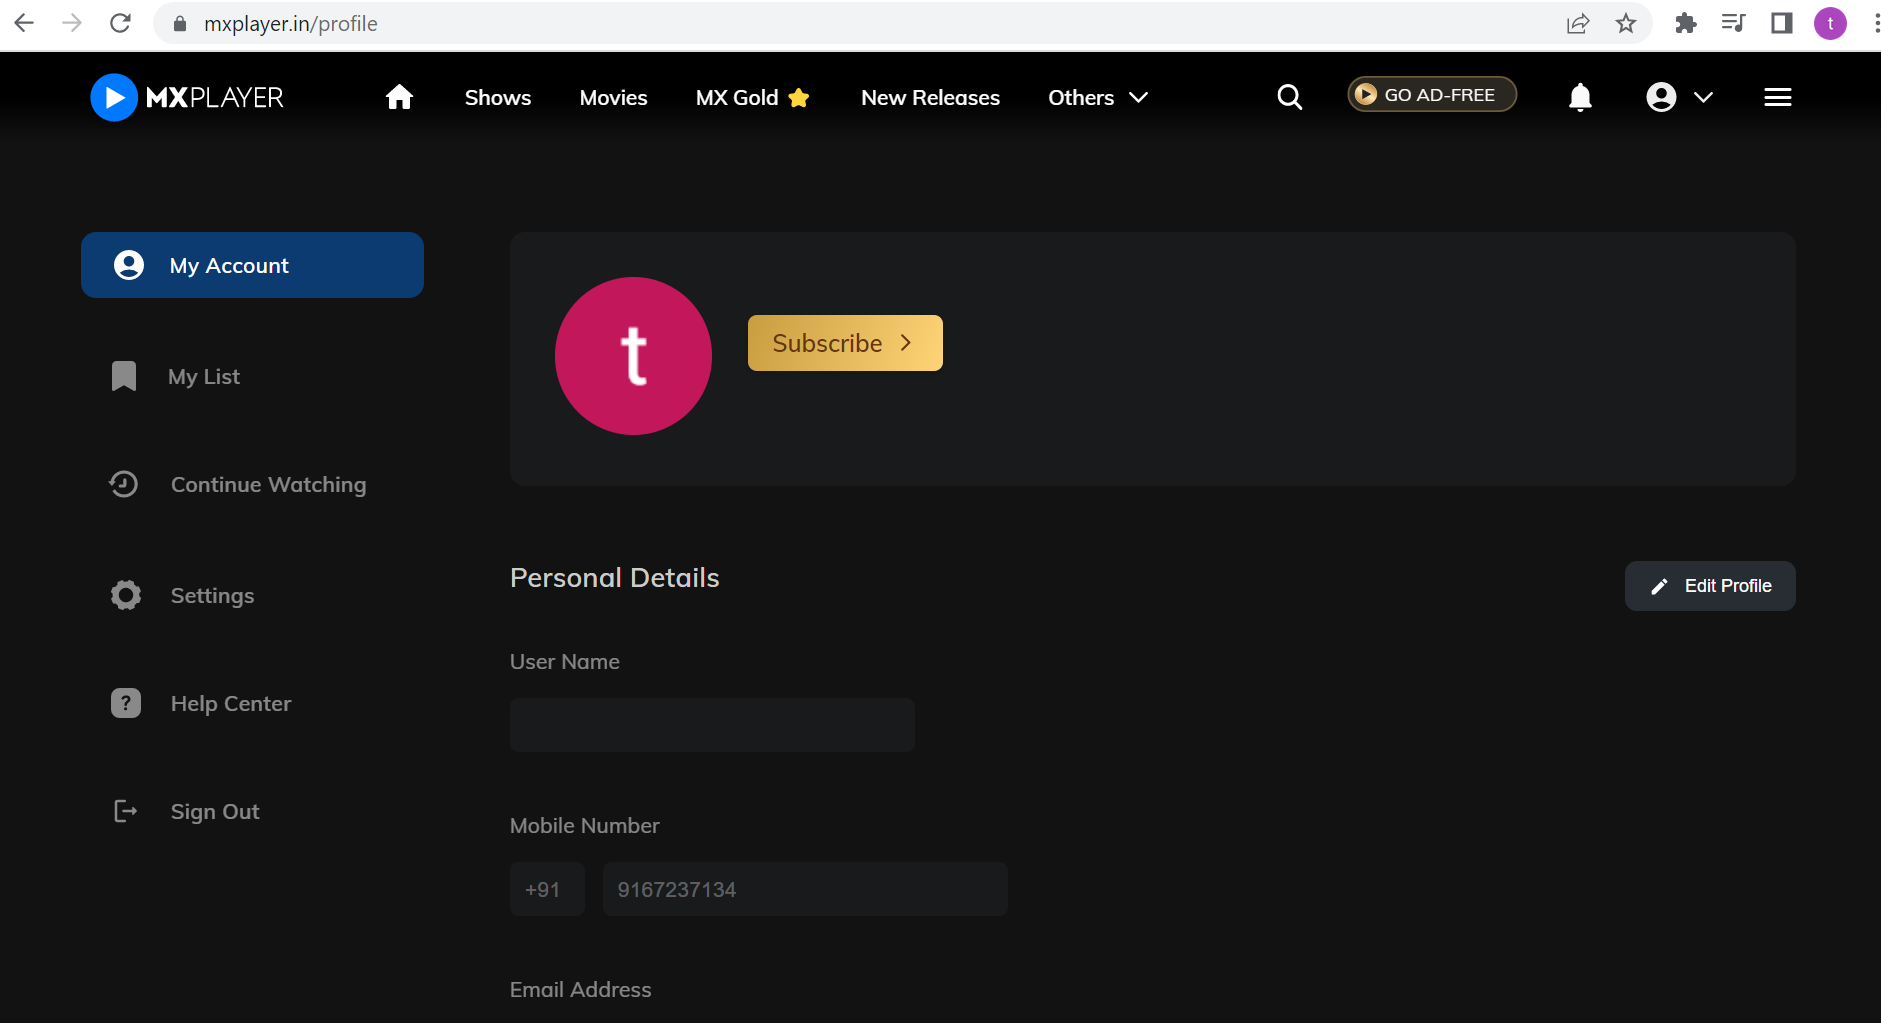 mxplayer.in/profile
t
MXPLAYER
Shows
Movies
MX Gold
New Releases
Others
GO AD-FREE
My Account
My List
Continue Watching
Settings
?
Help Center
Sign Out
t
Subscribe
Personal Details
Edit Profile
User Name
Mobile Number
+91
9167237134
Email Address